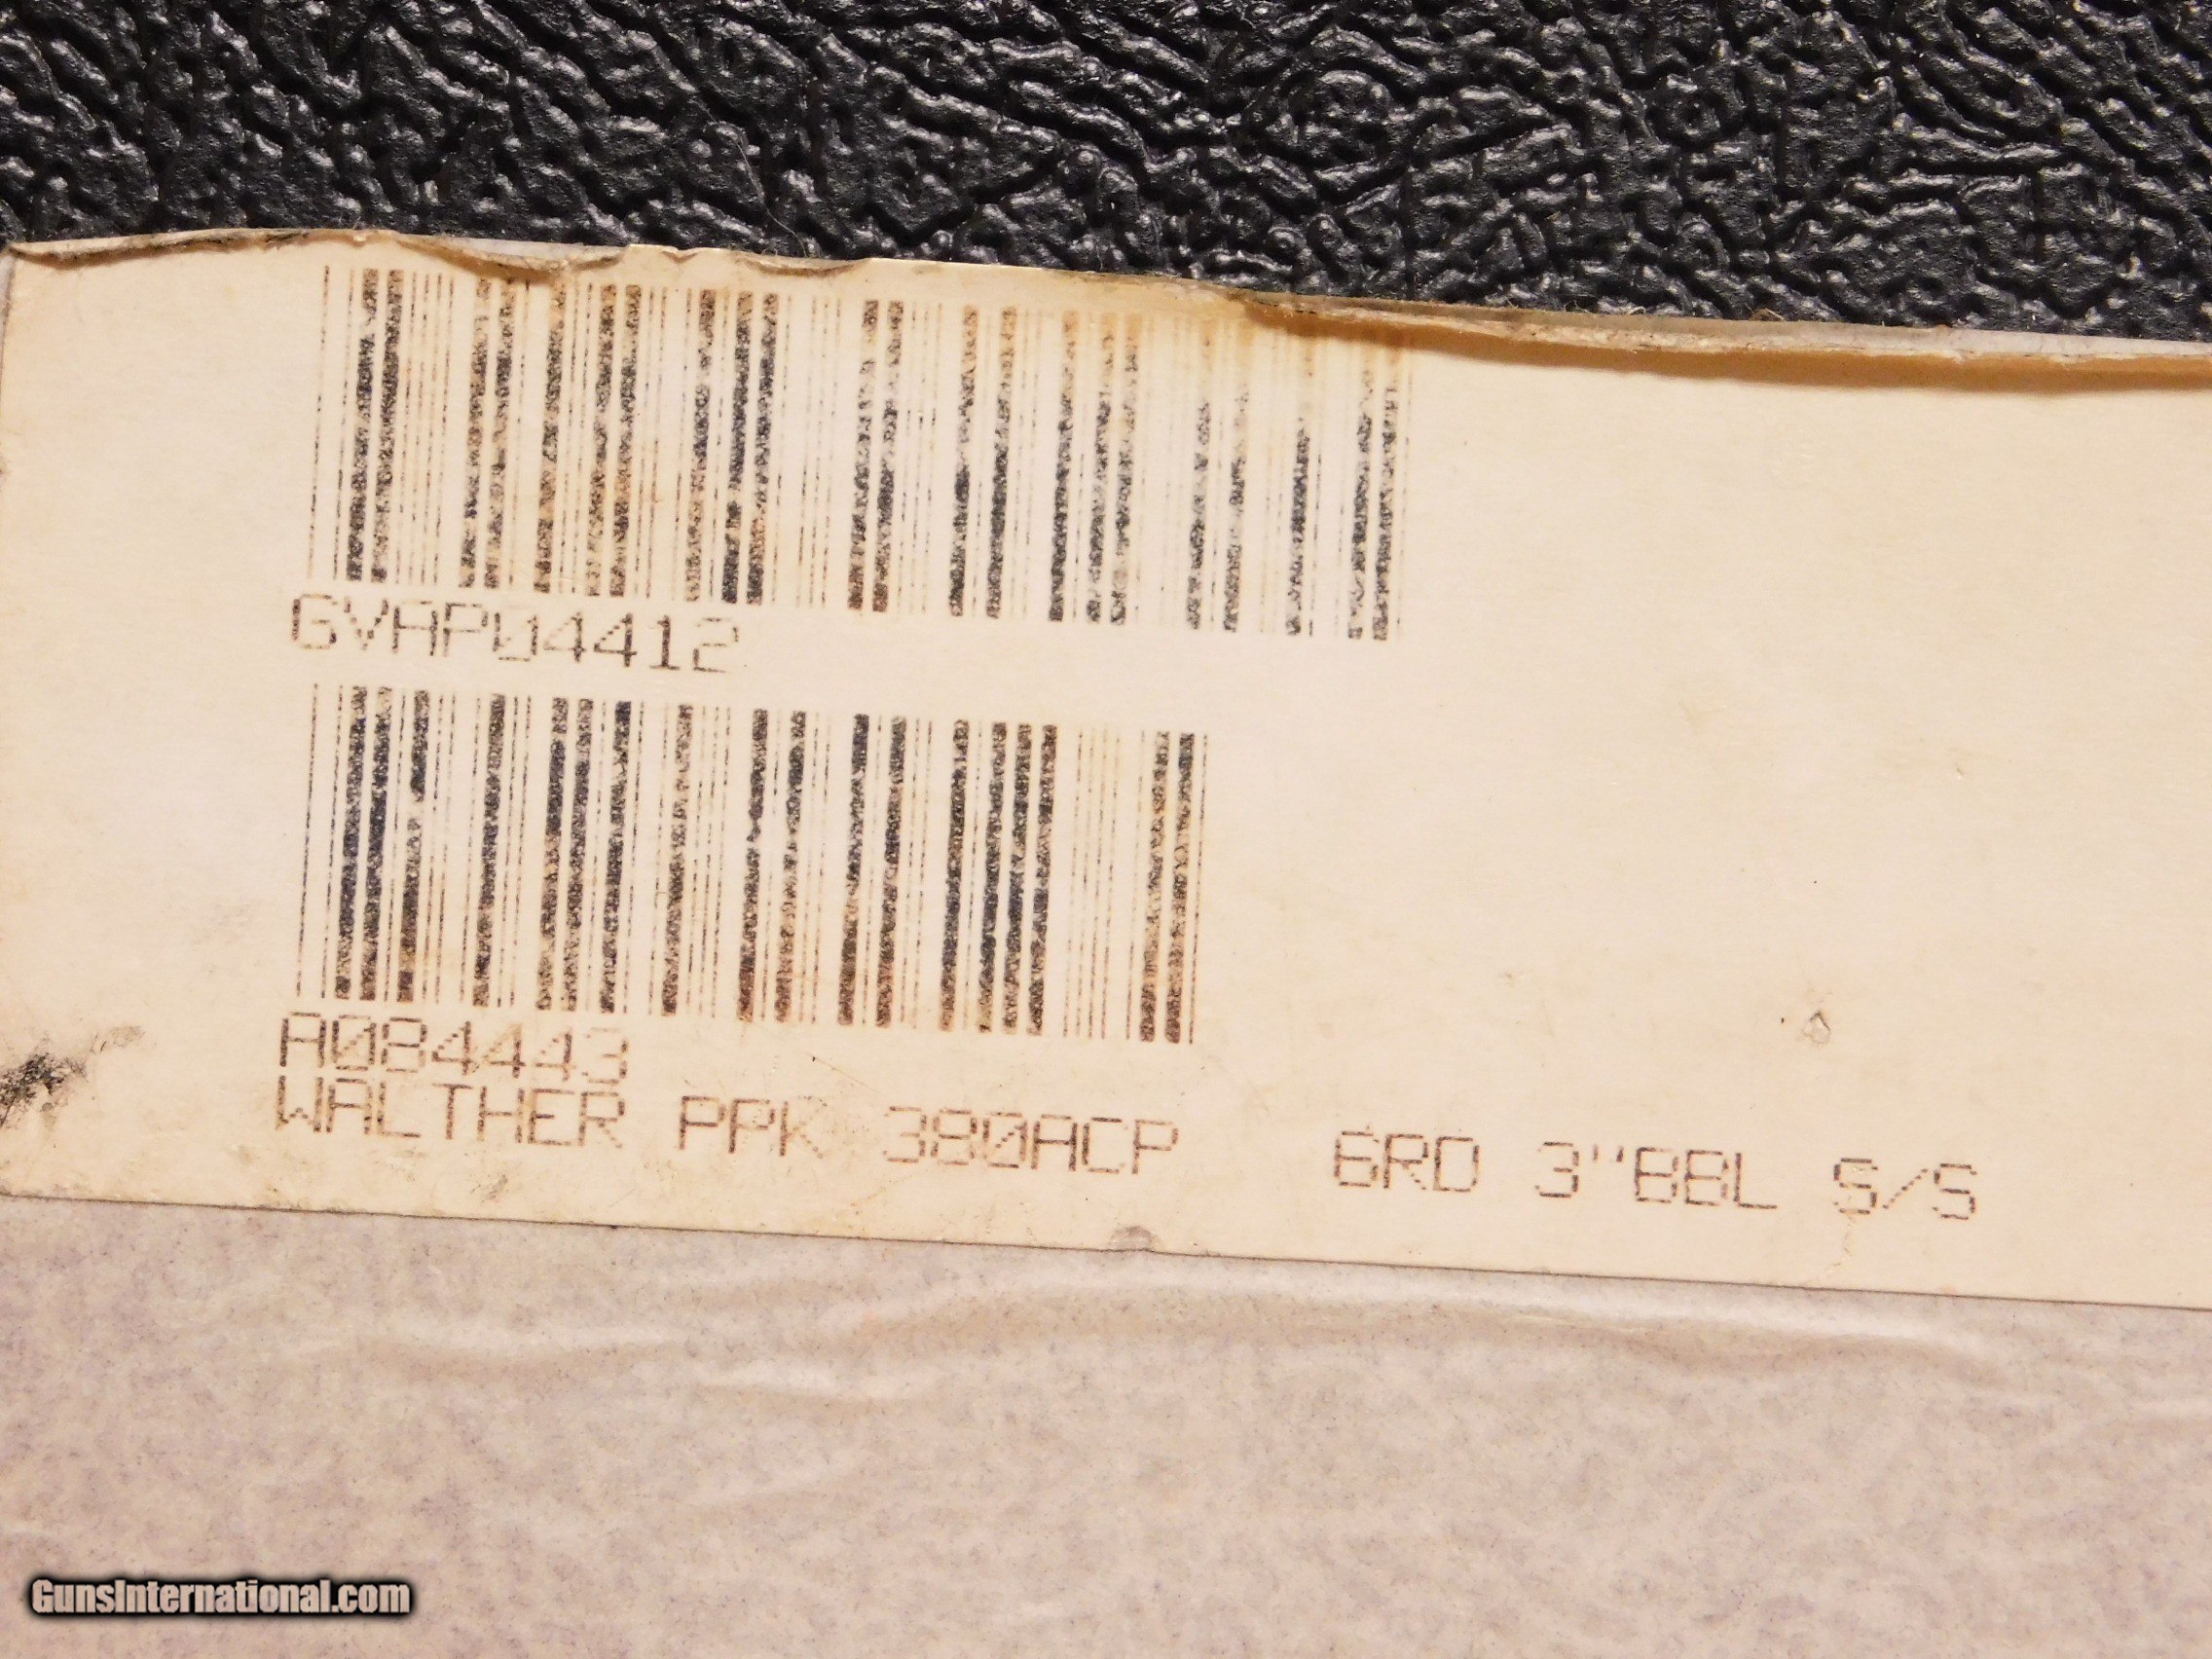 GVAP04412
A084443
WALTHER PPK 380ACP 6RD 3"BBL S/S
GunsInternational.com